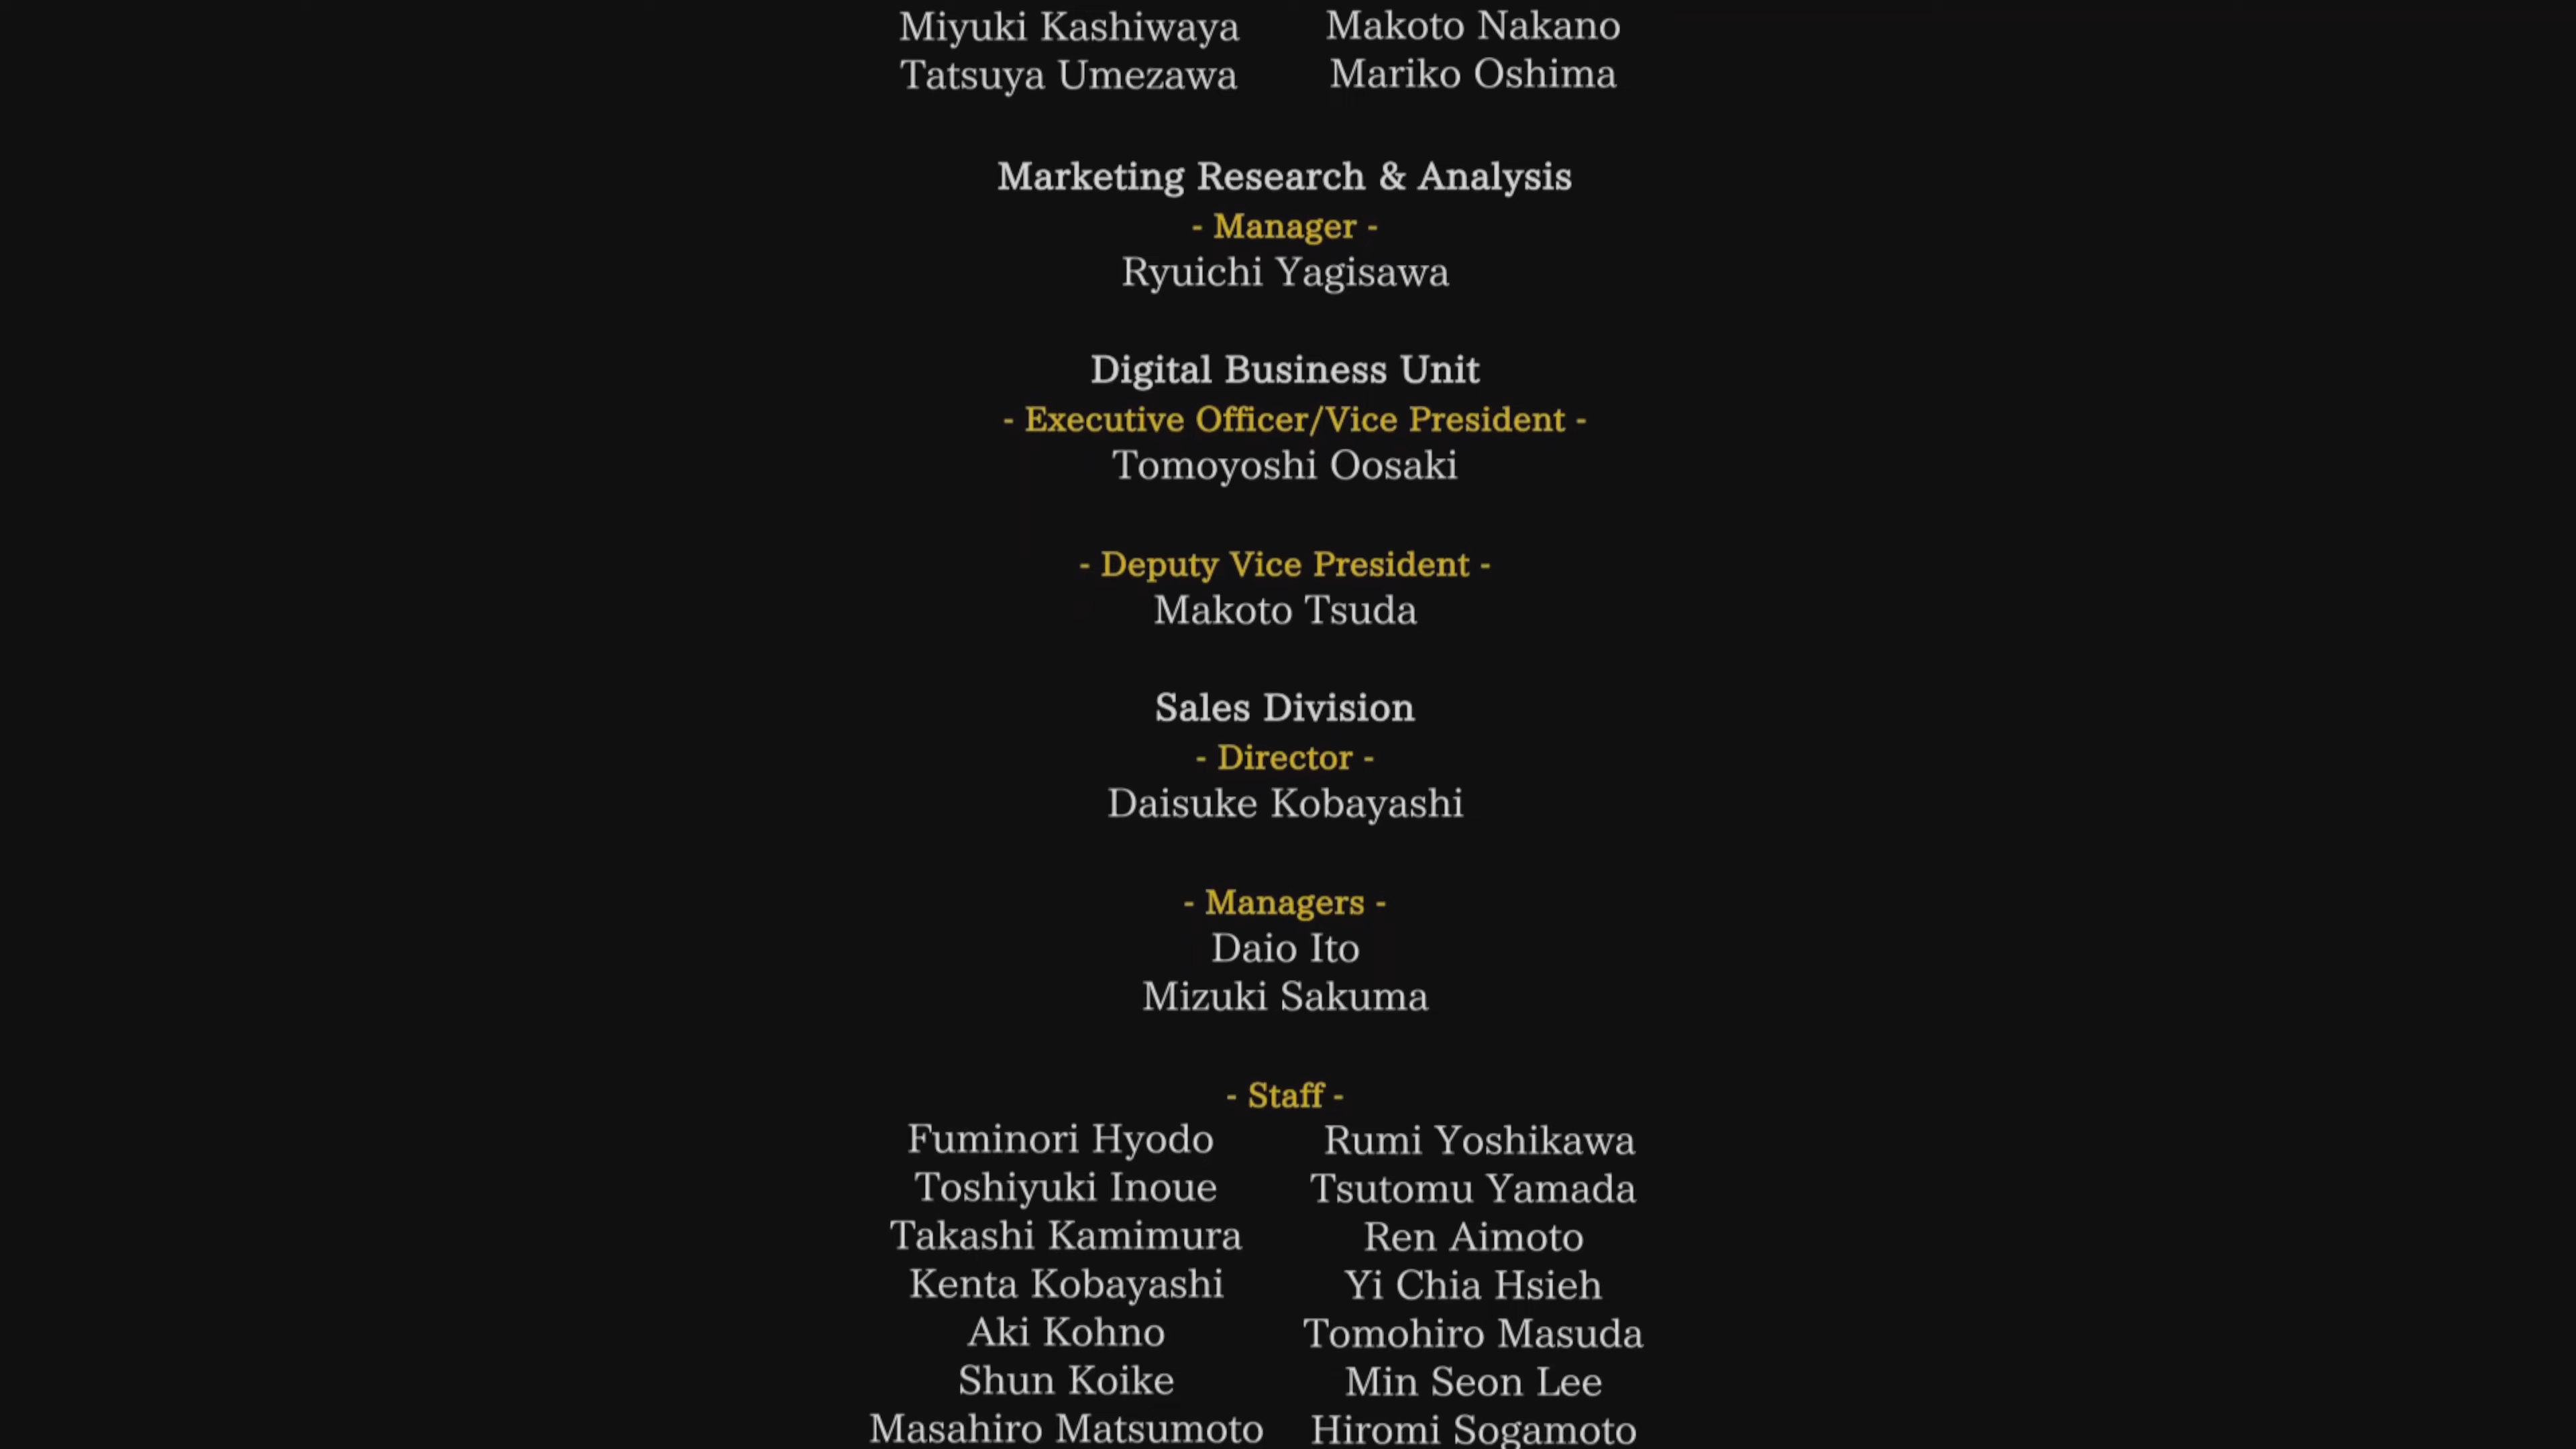 Miyuki Kashiwaya Makoto Nakano
Tatsuya Umezawa Mariko Oshima
Marketing Research & Analysis
- Manager -
Ryuichi Yagisawa
Digital Business Unit
- Executive Officer/Vice President -
Tomoyoshi Oosaki
- Deputy Vice President -
Makoto Tsuda
Sales Division
- Director -
Daisuke Kobayashi
- Managers -
Daio Ito
Mizuki Sakuma
- Staff -
Fuminori Hyodo Rumi Yoshikawa
Toshiyuki Inoue Tsutomu Yamada
Takashi Kamimura Ren Aimoto
Kenta Kobayashi Yi Chia Hsieh
Aki Kohno Tomohiro Masuda
Shun Koike Min Seon Lee
Masahiro Matsumoto Hiromi Sogamoto